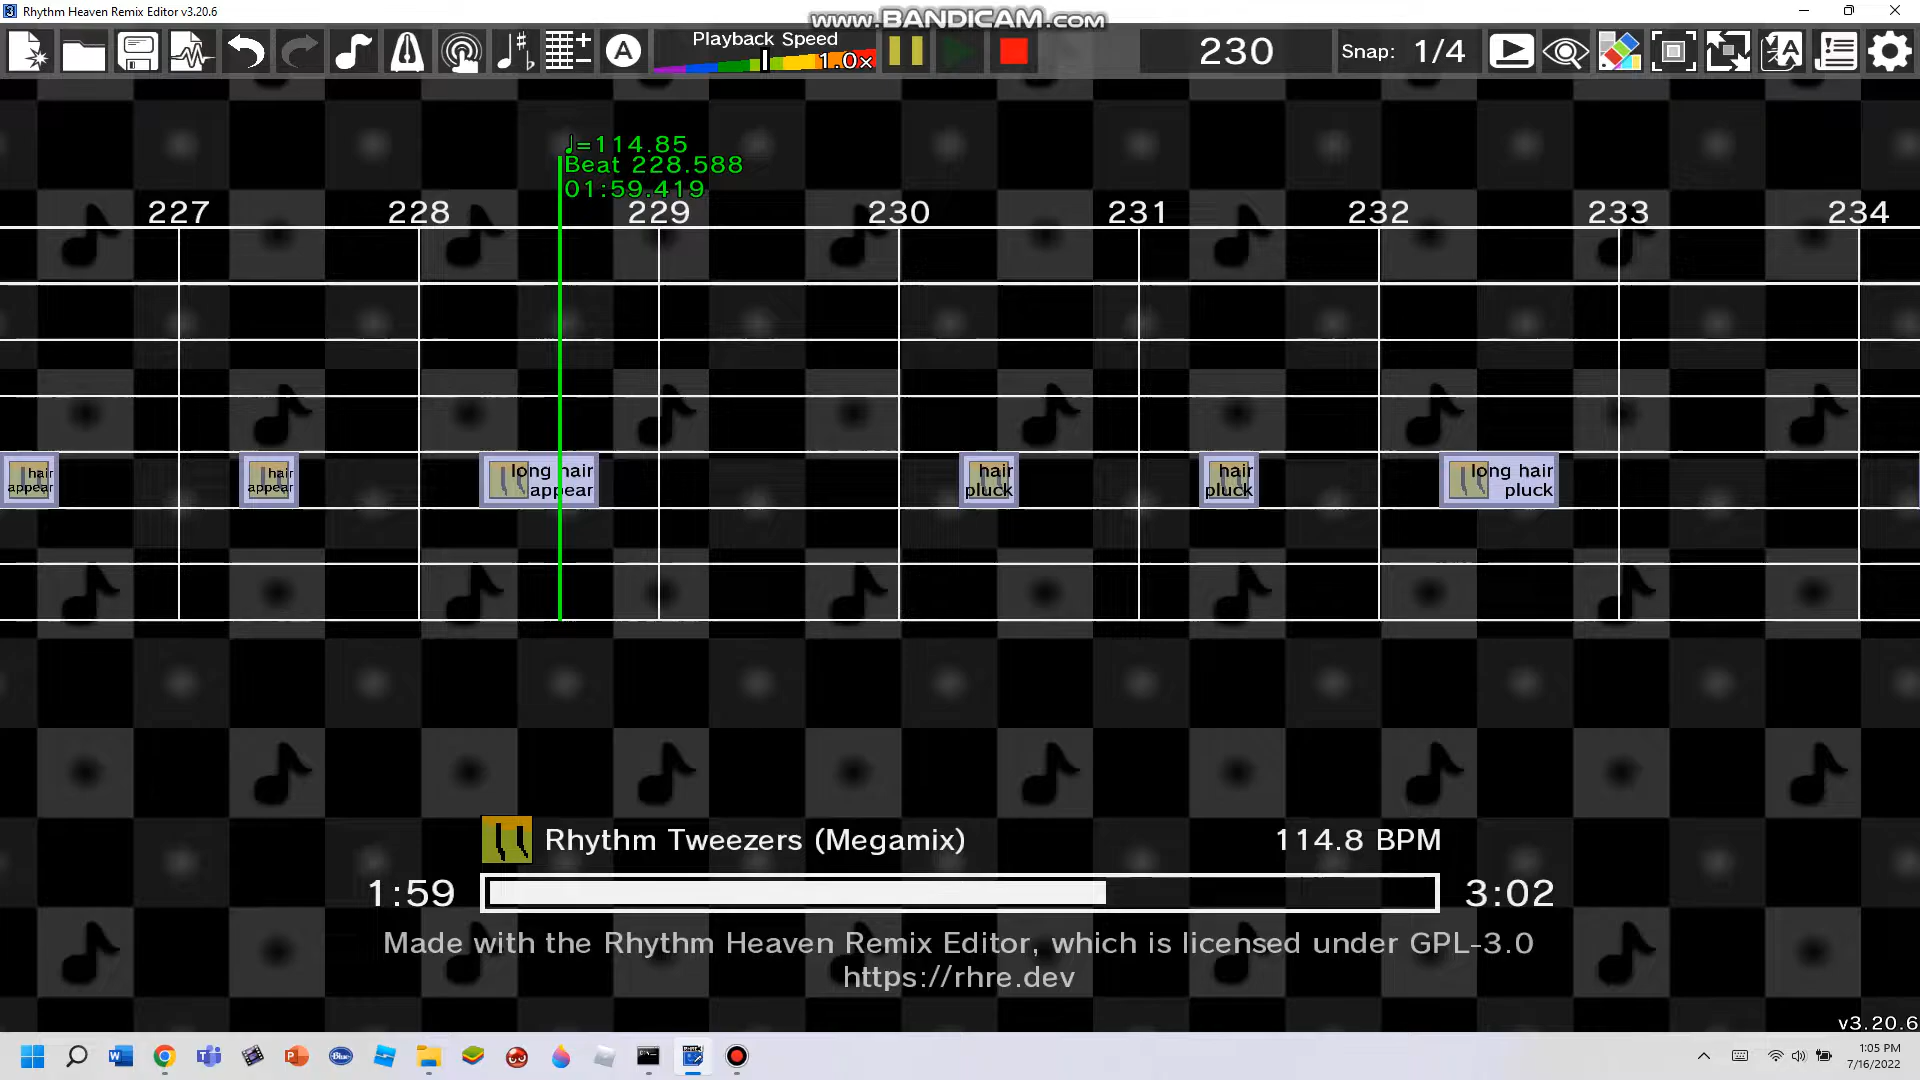 Rhythm Heaven Remix Editor v3.20.6
www.BANDICAM.com
Playback Speed
1.0x
230
Snap: 1/4
♩=114.85
Beat 228.588
01:59.419
227 228 229 230 231 232 233 234
hair
appear
hair
appear
long hair
appear
hair
pluck
hair
pluck
long hair
pluck
Rhythm Tweezers (Megamix) 114.8 BPM
1:59 3:02
Made with the Rhythm Heaven Remix Editor, which is licensed under GPL-3.0
https://rhre.dev
v3.20.6
1:05 PM
7/16/2022